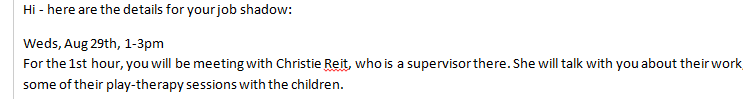 Hi - here are the details for your job shadow:
Weds, Aug 29th, 1-3pm
For the 1st hour, you will be meeting with Christie Reit, who is a supervisor there. She will talk with you about their work
some of their play-therapy sessions with the children.